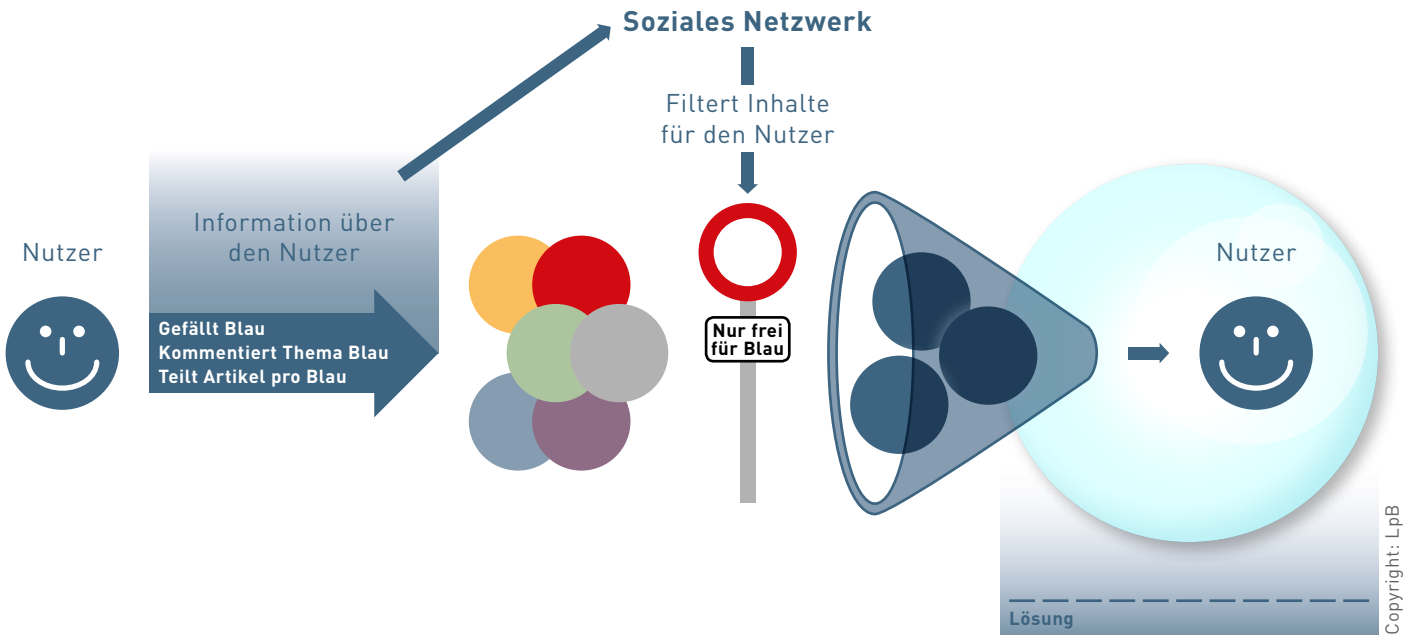 Soziales Netzwerk
Filtert Inhalte
für den Nutzer
Nutzer
Information über
den Nutzer
Gefällt Blau
Kommentiert Thema Blau
Teilt Artikel pro Blau
Nur frei
für Blau
Nutzer
Lösung
Copyright: LpB